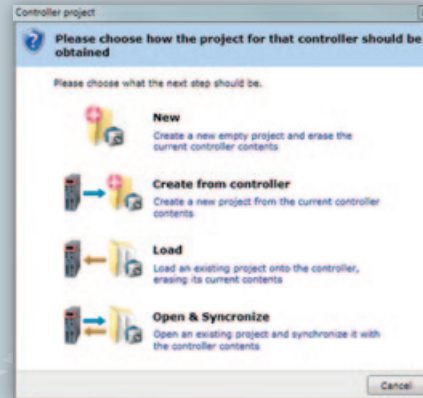 Controller project
Please choose how the project for that controller should be
obtained
Please choose what the next step should be.
New
Create a new empty project and erase the
current controller contents
Create from controller
Create a new project from the current controller
contents
Load
Load an existing project onto the controller,
erasing its current contents
Open & Syncronize
Open an existing project and synchronize it with
the controller contents
Cancel